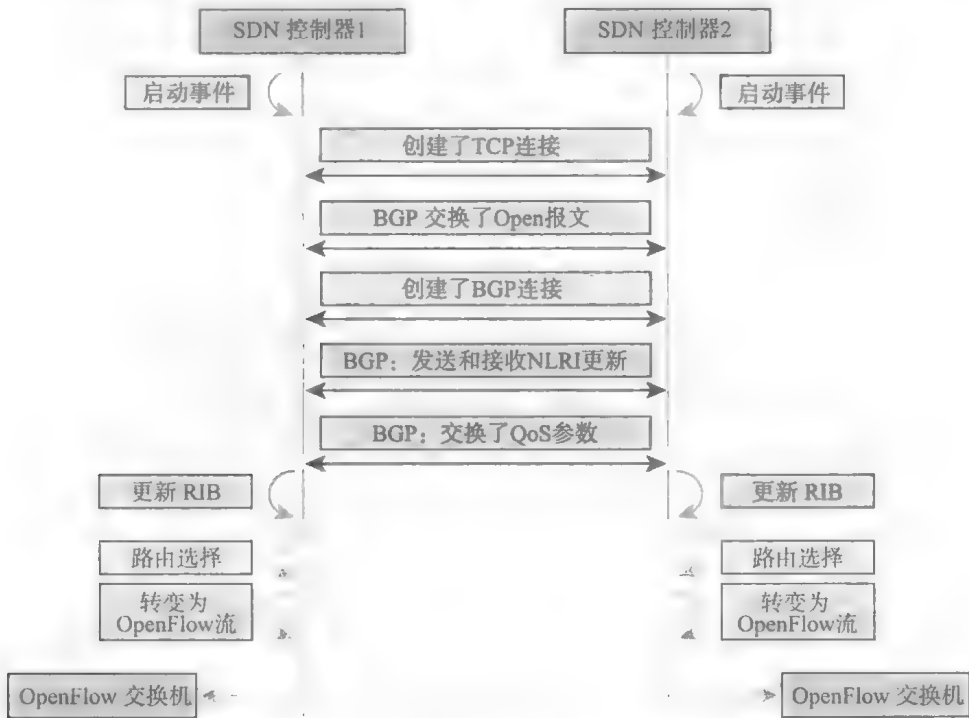 SDN 控制器1
SDN 控制器2
启动事件
启动事件
创建了TCP连接
BGP 交换了Open报文
创建了BGP连接
BGP：发送和接收NLRI更新
BGP：交换了QoS参数
更新 RIB
更新 RIB
路由选择
路由选择
转变为
OpenFlow流
转变为
OpenFlow流
OpenFlow 交换机
OpenFlow 交换机